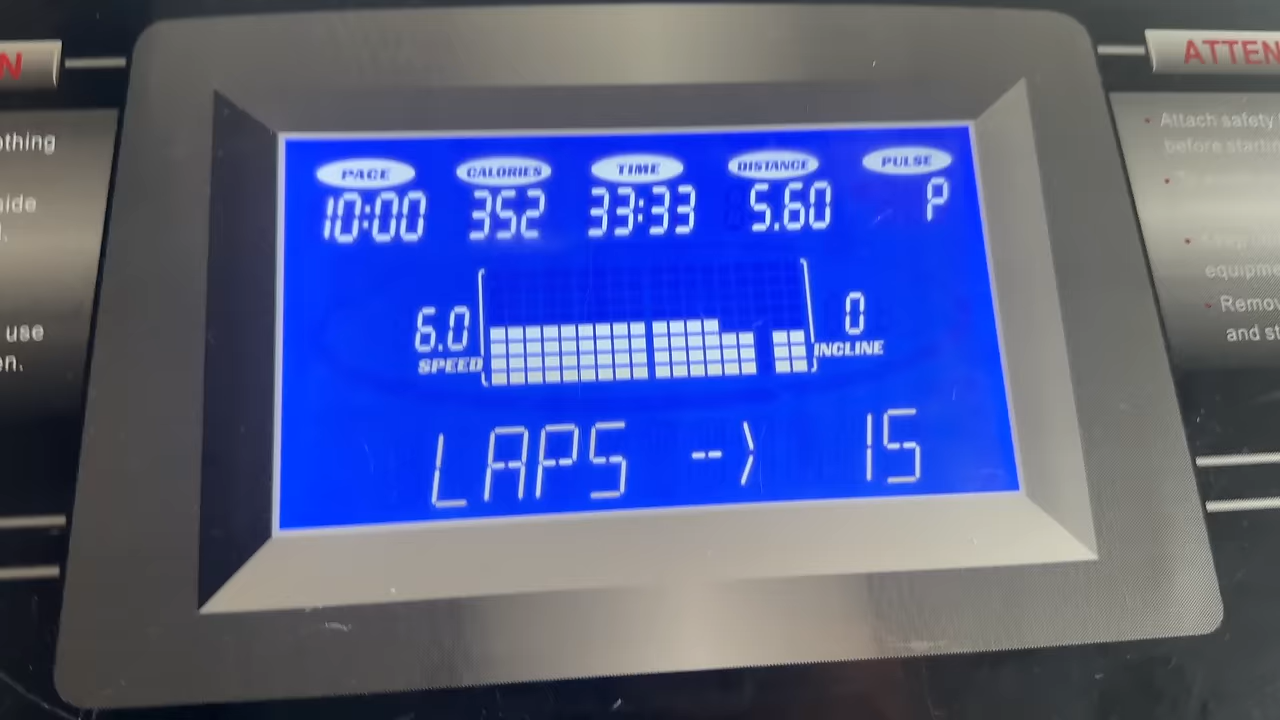 N
ATTEN
othing
side
use
en.
Attach safety
before startin
equipme
Remov
and st
PACE CALORIES TIME DISTANCE PULSE
10:00 352 33:33 5.60 P
6.0 0
SPEED INCLINE
LAPS --> 15